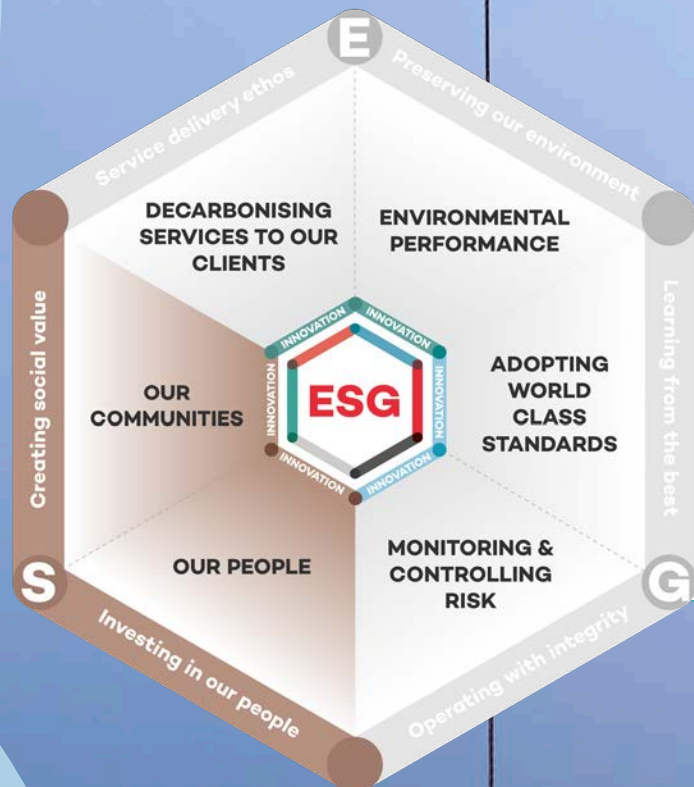 E
Service delivery ethos
Preserving our environment
DECARBONISING
SERVICES TO OUR
CLIENTS
ENVIRONMENTAL
PERFORMANCE
INNOVATION
INNOVATION
Creating social value
OUR
COMMUNITIES
INNOVATION
ESG
INNOVATION
ADOPTING
WORLD
CLASS
STANDARDS
Learning from the best
INNOVATION
INNOVATION
OUR PEOPLE
MONITORING &
CONTROLLING
RISK
S
G
Investing in our people
Operating with integrity